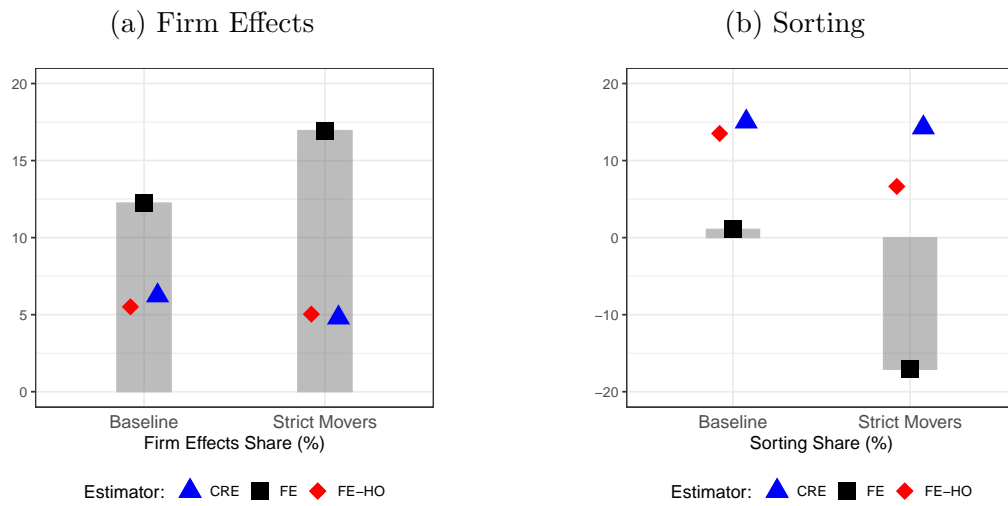 (a) Firm Effects
20
15
10
5
0
Baseline Strict Movers
Firm Effects Share (%)
Estimator: CRE FE FE−HO
(b) Sorting
20
10
0
−10
−20
Baseline Strict Movers
Sorting Share (%)
Estimator: CRE FE FE−HO